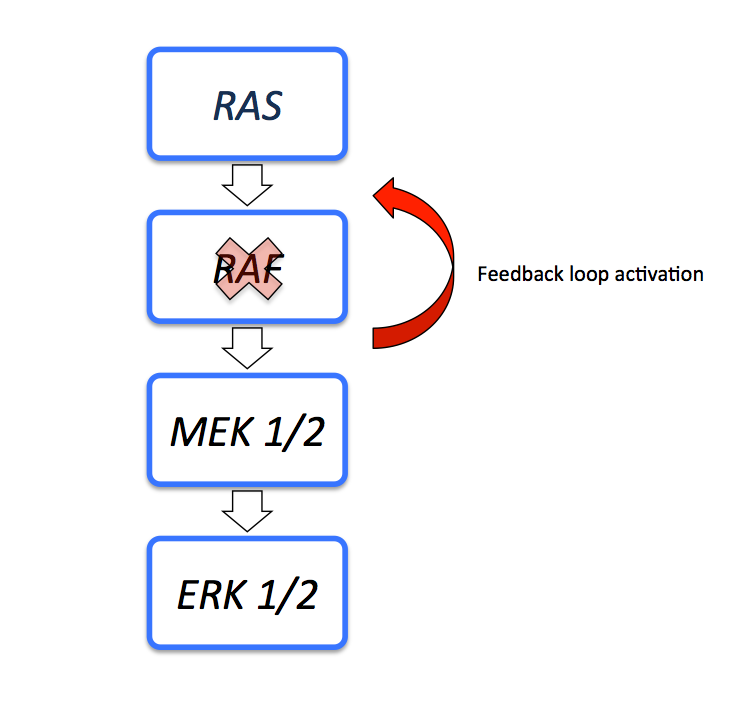 RAS
RAF
Feedback loop activation
MEK 1/2
ERK 1/2